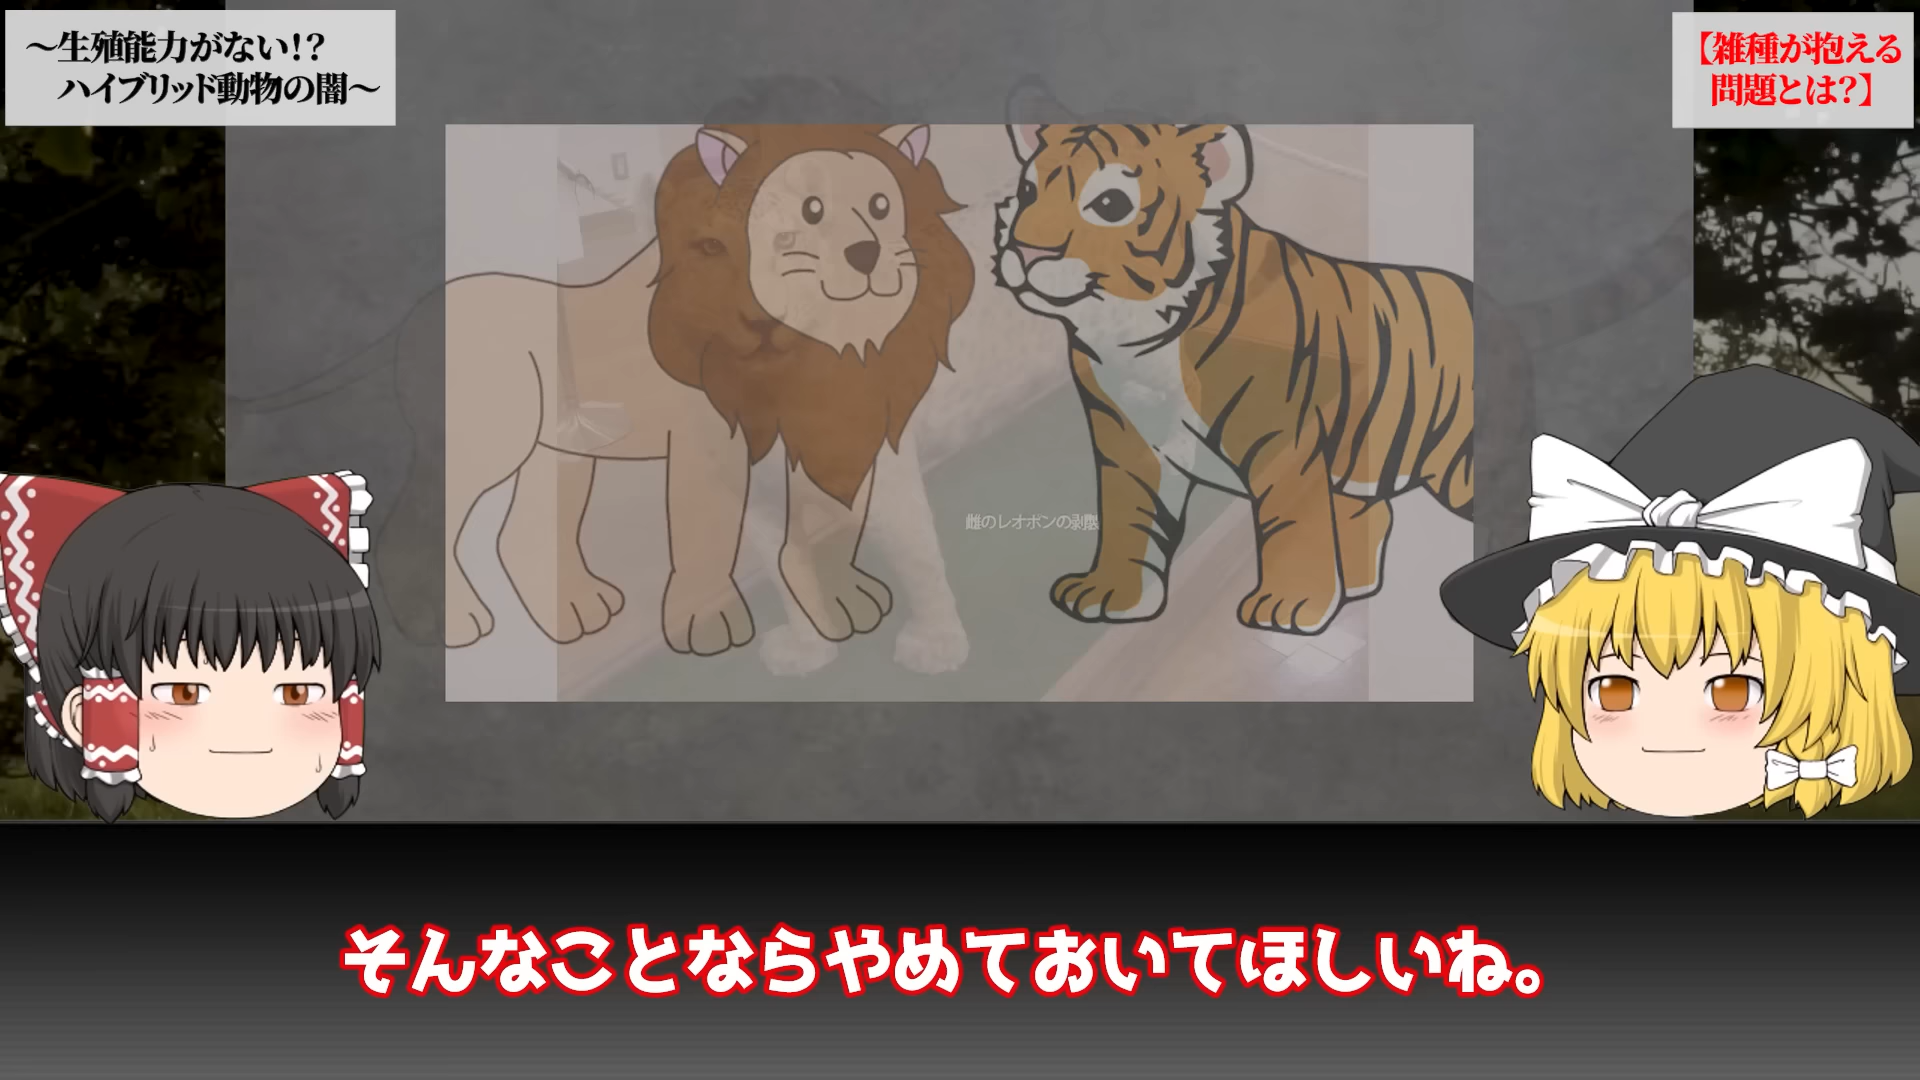 ～生殖能力がない！？
ハイブリッド動物の闇～
【雑種が抱える
問題とは？】
雌のレオポンの剥製
そんなことならやめておいてほしいね。